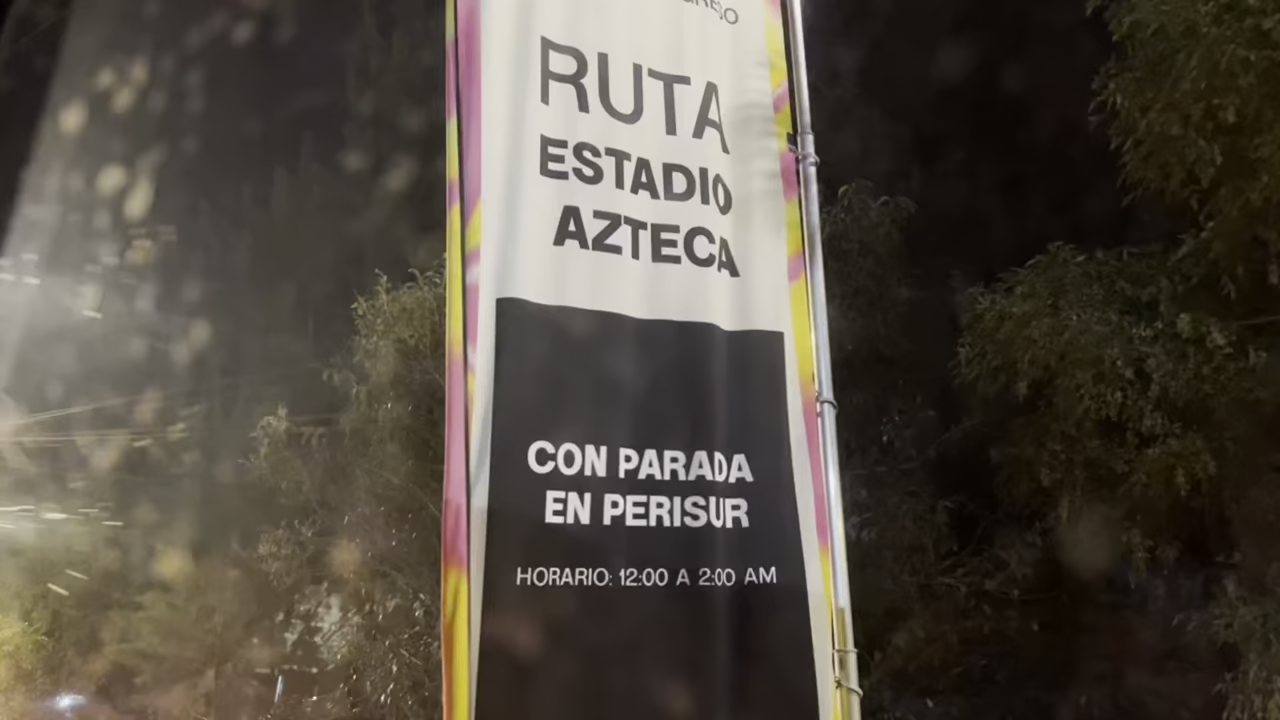 RUTA
ESTADIO
AZTECA
CON PARADA
EN PERISUR
HORARIO: 12:00 A 2:00 AM